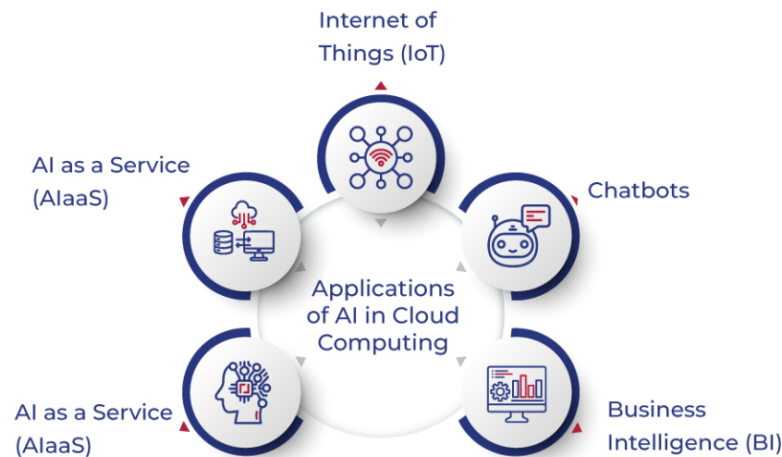 Internet of
Things (IoT)
AI as a Service
(AIaaS)
Chatbots
Applications
of AI in Cloud
Computing
AI as a Service
(AIaaS)
Business
Intelligence (BI)